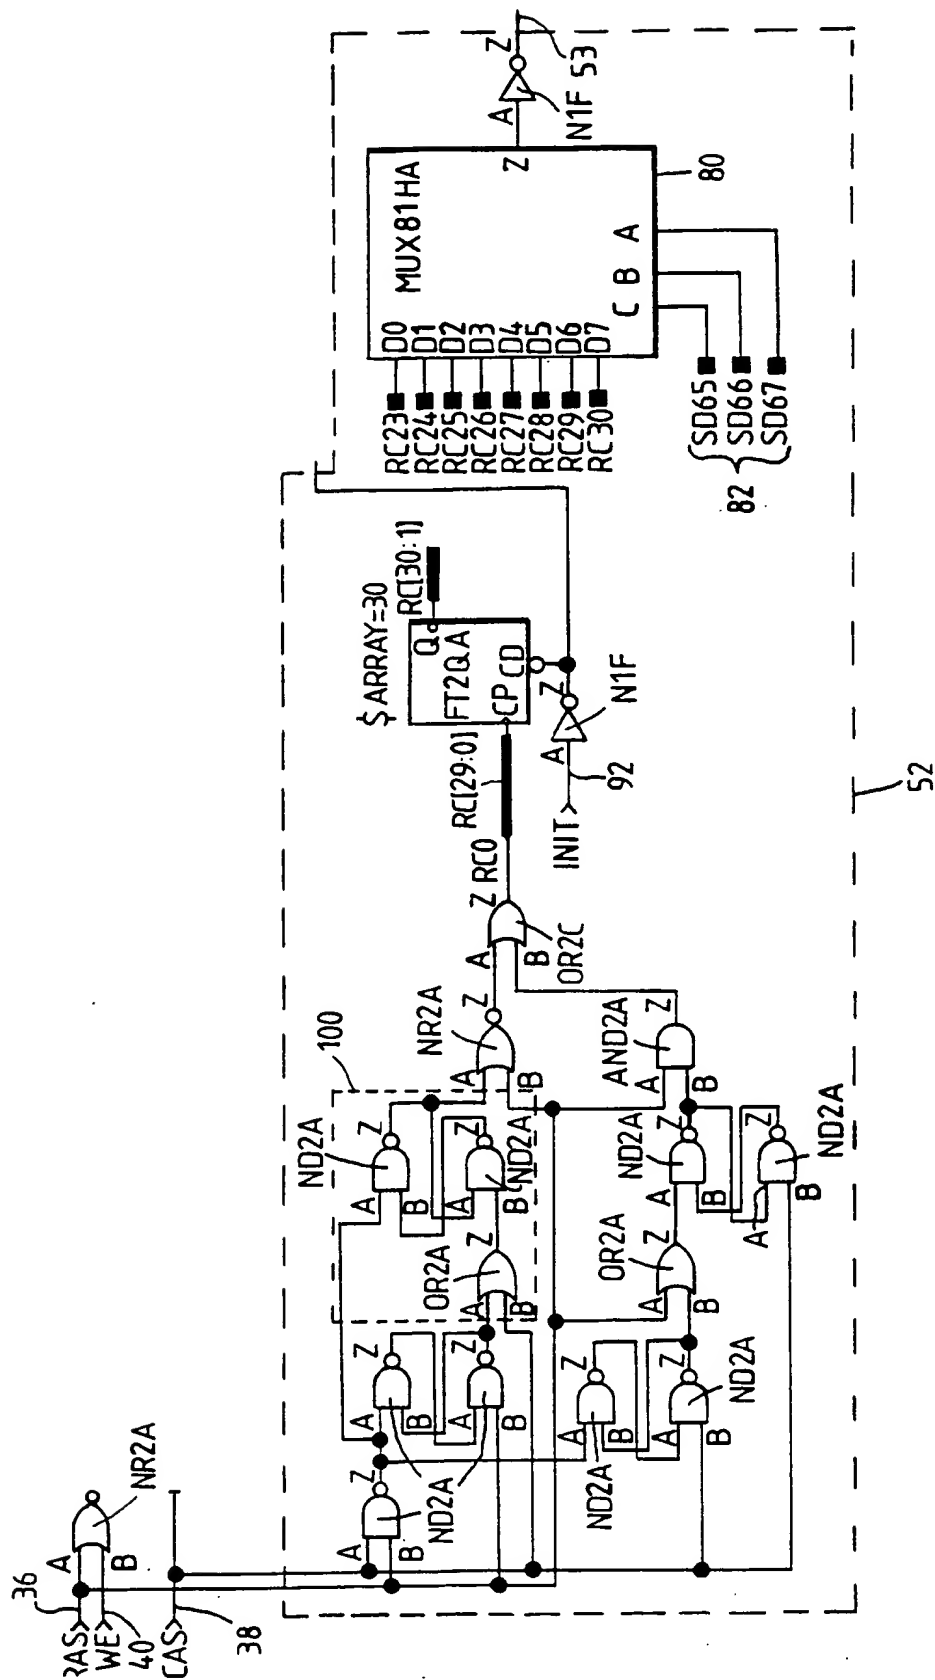 RAS
36
WE
40
CAS
38
A
B
NR2A
A
B
Z
A
B
Z
A
B
Z
ND2A
A
B
Z
ND2A
A
B
Z
ND2A
A
B
Z
OR2A
A
B
Z
ND2A
A
B
Z
ND2A
100
A
B
Z
OR2A
A
B
Z
ND2A
A
B
Z
ND2A
A
B
Z
NR2A
A
B
Z
AND2A
A
B
Z
OR2C
RC0
RC[29:0]
INIT
92
A
Z
N1F
$ARRAY=30
Q
FT2QA
CP
CD
RC[30:1]
RC23
RC24
RC25
RC26
RC27
RC28
RC29
RC30
D0
D1
D2
D3
D4
D5
D6
D7
MUX81HA
C
B
A
Z
SD65
SD66
SD67
82
80
A
Z
N1F
53
52